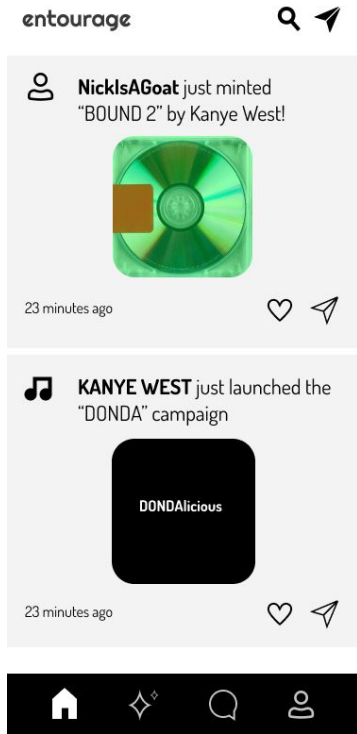 entourage
NickIsAGoat just minted
“BOUND 2” by Kanye West!
23 minutes ago
KANYE WEST just launched the
“DONDA” campaign
DONDAlicious
23 minutes ago